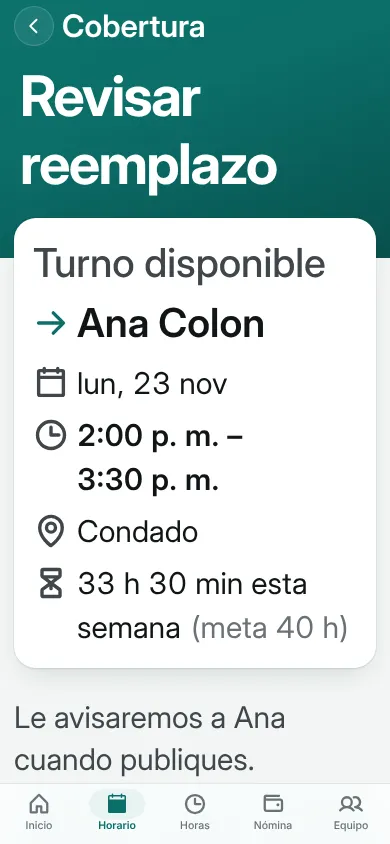 Cobertura
Revisar
reemplazo
Turno disponible
Ana Colon
lun, 23 nov
2:00 p. m. –
3:30 p. m.
Condado
33 h 30 min esta
semana (meta 40 h)
Le avisaremos a Ana
cuando publiques.
Inicio
Horario
Horas
Nómina
Equipo